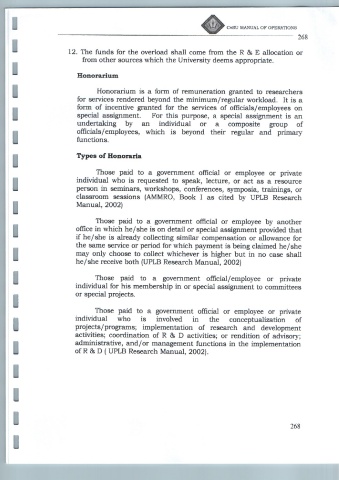 UsMU MANUAL OF OPERATIONS
268
12. The funds for the overload shall come from the R & E allocation or
from other sources which the University deems appropriate.
Honorarium
Honorarium is a form of remuneration granted to researchers
for services rendered beyond the minimum/regular workload. It is a
form of incentive granted for the services of officials/employees on
special assignment. For this purpose, a special assignment is an
undertaking by an individual or a composite group of
officials/employees, which is beyond their regular and primary
functions.
Types of Honoraria
Those paid to a government official or employee or private
individual who is requested to speak, lecture, or act as a resource
person in seminars, workshops, conferences, symposia, trainings, or
classroom sessions (AMMRO, Book I as cited by UPLB Research
Manual, 2002)
Those paid to a government official or employee by another
office in which he/she is on detail or special assignment provided that
if he/she is already collecting similar compensation or allowance for
the same service or period for which payment is being claimed he/she
may only choose to collect whichever is higher but in no case shall
he/she receive both (UPLB Research Manual, 2002)
Those paid to a government official/employee or private
individual for his membership in or special assignment to committees
or special projects.
Those paid to a government official or employee or private
individual who is involved in the conceptualization of
projects/programs; implementation of research and development
activities; coordination of R & D activities; or rendition of advisory;
administrative, and/or management functions in the implementation
of R & D ( UPLB Research Manual, 2002).
268